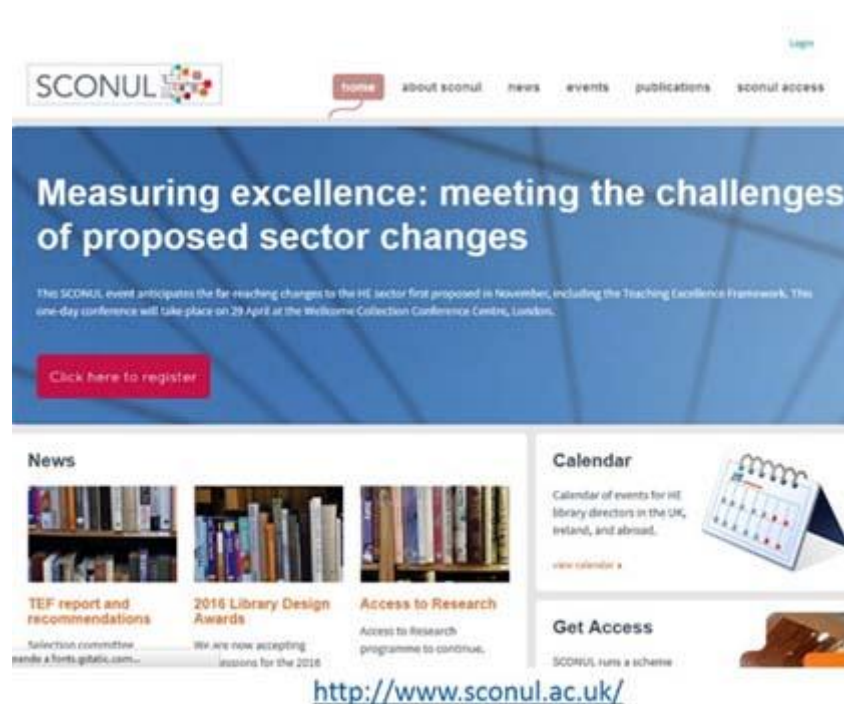 Login
SCONUL
home about sconul news events publications sconul access
Measuring excellence: meeting the challenges
of proposed sector changes
This SCONUL event anticipates the far-reaching changes to the HE sector first proposed in November, including the Teaching Excellence Framework. This
one-day conference will take place on 29 April at the Wellcome Collection Conference Centre, London.
Click here to register
News
TEF report and
recommendations
Selection committee
2016 Library Design
Awards
We are now accepting
for the 2016
Access to Research
Access to Research
programme to continue.
Calendar
Calendar of events for HE
library directors in the UK,
Ireland, and abroad.
view calendar
Get Access
SCONUL runs a scheme
http://www.sconul.ac.uk/